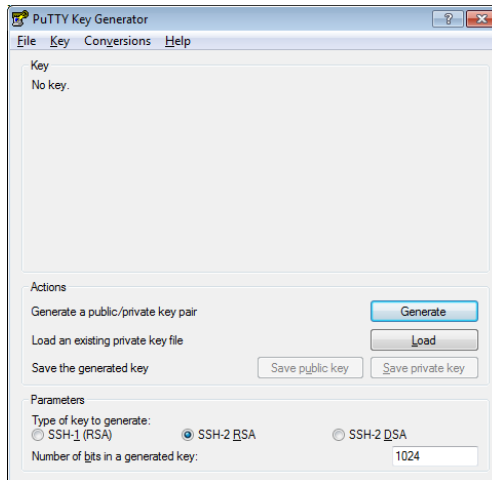 PuTTY Key Generator
File Key Conversions Help
Key
No key.
Actions
Generate a public/private key pair Generate
Load an existing private key file Load
Save the generated key Save public key Save private key
Parameters
Type of key to generate:
SSH-1 (RSA) SSH-2 RSA SSH-2 DSA
Number of bits in a generated key: 1024